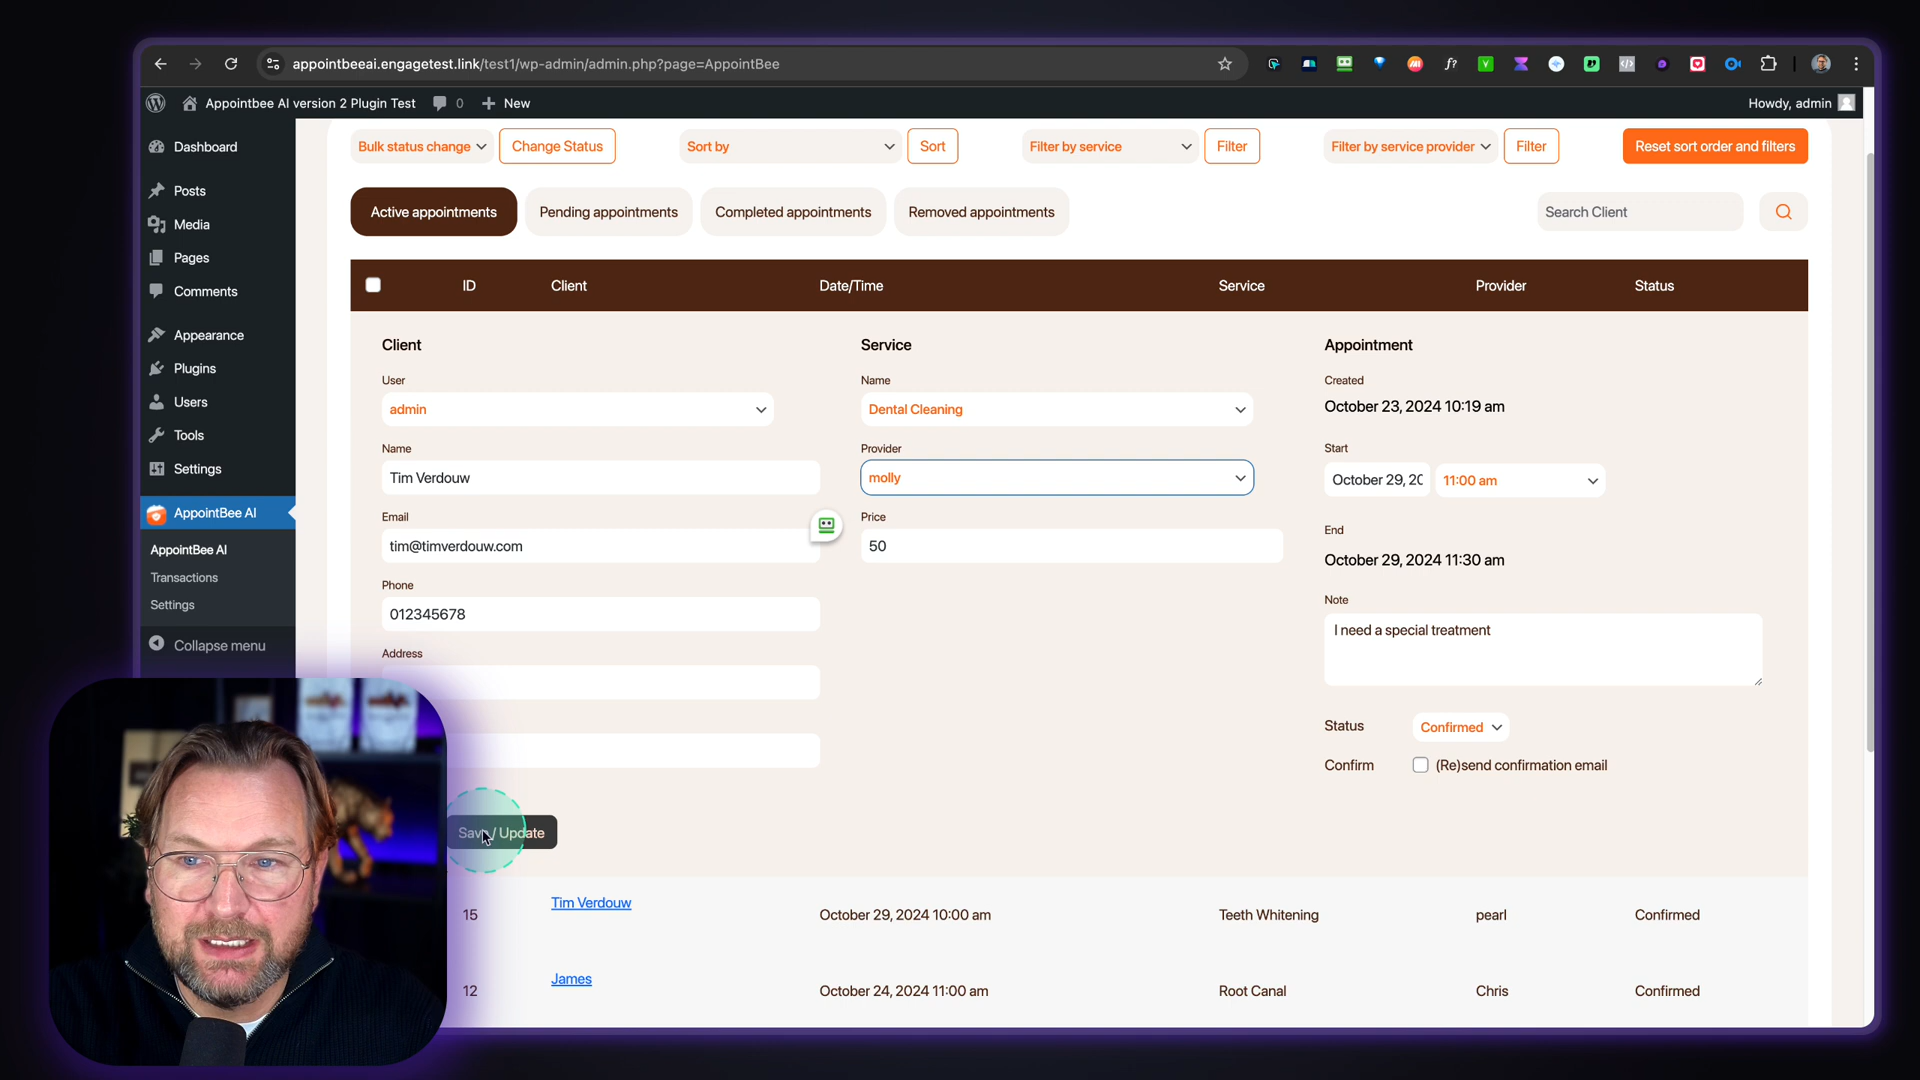 appointbeeai.engagetest.link/test1/wp-admin/admin.php?page=AppointBee
Appointbee AI version 2 Plugin Test
0
New
Howdy, admin
Dashboard
Posts
Media
Pages
Comments
Appearance
Plugins
Users
Tools
Settings
AppointBee AI
AppointBee AI
Transactions
Settings
Collapse menu
Bulk status change
Change Status
Sort by
Sort
Filter by service
Filter
Filter by service provider
Filter
Reset sort order and filters
Active appointments
Pending appointments
Completed appointments
Removed appointments
Search Client
ID Client Date/Time Service Provider Status
Client
User
admin
Name
Tim Verdouw
Email
tim@timverdouw.com
Phone
012345678
Address
Service
Name
Dental Cleaning
Provider
molly
Price
50
Appointment
Created
October 23, 2024 10:19 am
Start
October 29, 20
11:00 am
End
October 29, 2024 11:30 am
Note
I need a special treatment
Status
Confirmed
Confirm
(Re)send confirmation email
Save / Update
15 Tim Verdouw October 29, 2024 10:00 am Teeth Whitening pearl Confirmed
12 James October 24, 2024 11:00 am Root Canal Chris Confirmed